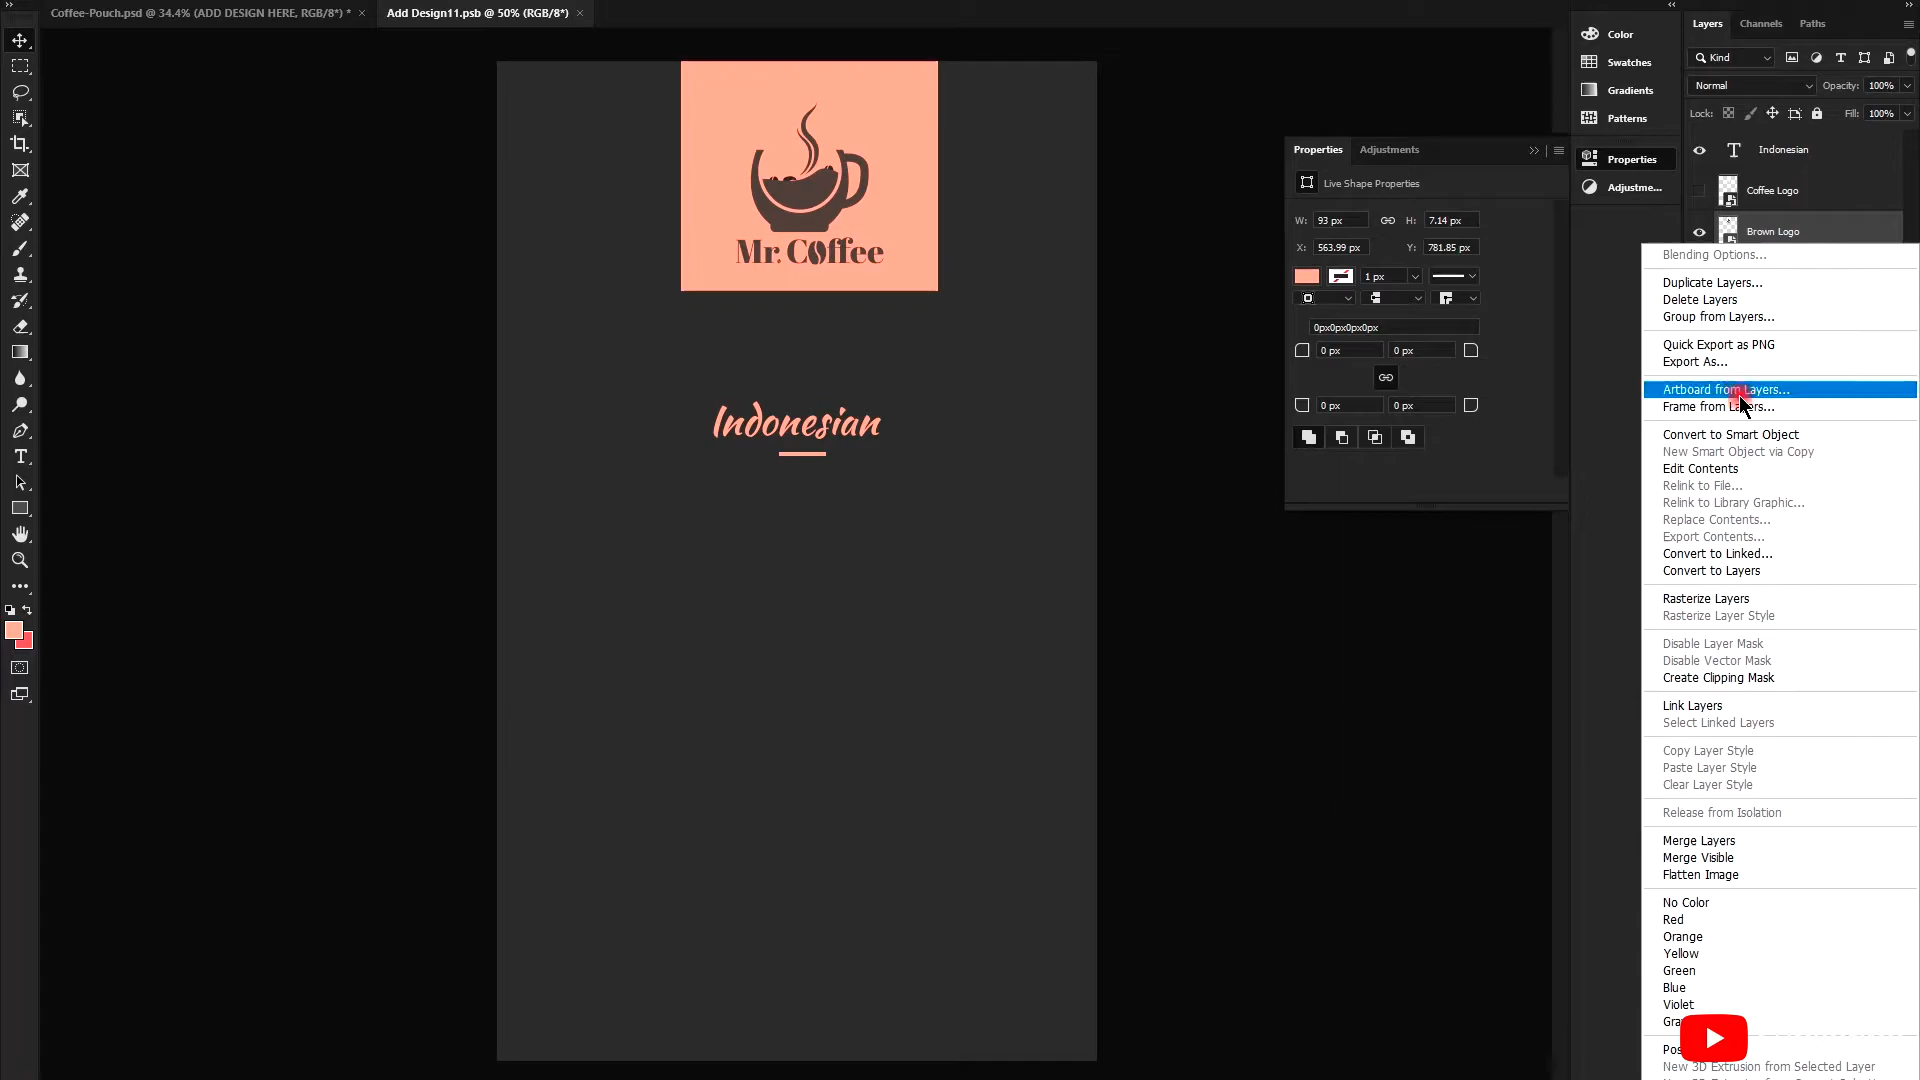 Coffee-Pouch.psd @ 34.4% (ADD DESIGN HERE, RGB/8*) *
Add Design11.psb @ 50% (RGB/8*)
Mr. Coffee
Indonesian
Properties
Adjustments
Live Shape Properties
W: 93 px
H: 7.14 px
X: 563.99 px
Y: 781.85 px
1 px
0px0px0px0px
0 px
0 px
0 px
0 px
Color
Swatches
Gradients
Patterns
Properties
Adjustme...
Layers
Channels
Paths
Kind
Normal
Opacity: 100%
Lock:
Fill: 100%
Indonesian
Coffee Logo
Brown Logo
Blending Options...
Duplicate Layers...
Delete Layers
Group from Layers...
Quick Export as PNG
Export As...
Artboard from Layers...
Frame from Layers...
Convert to Smart Object
New Smart Object via Copy
Edit Contents
Relink to File...
Relink to Library Graphic...
Replace Contents...
Export Contents...
Convert to Linked...
Convert to Layers
Rasterize Layers
Rasterize Layer Style
Disable Layer Mask
Disable Vector Mask
Create Clipping Mask
Link Layers
Select Linked Layers
Copy Layer Style
Paste Layer Style
Clear Layer Style
Release from Isolation
Merge Layers
Merge Visible
Flatten Image
No Color
Red
Orange
Yellow
Green
Blue
Violet
New 3D Extrusion from Selected Layer